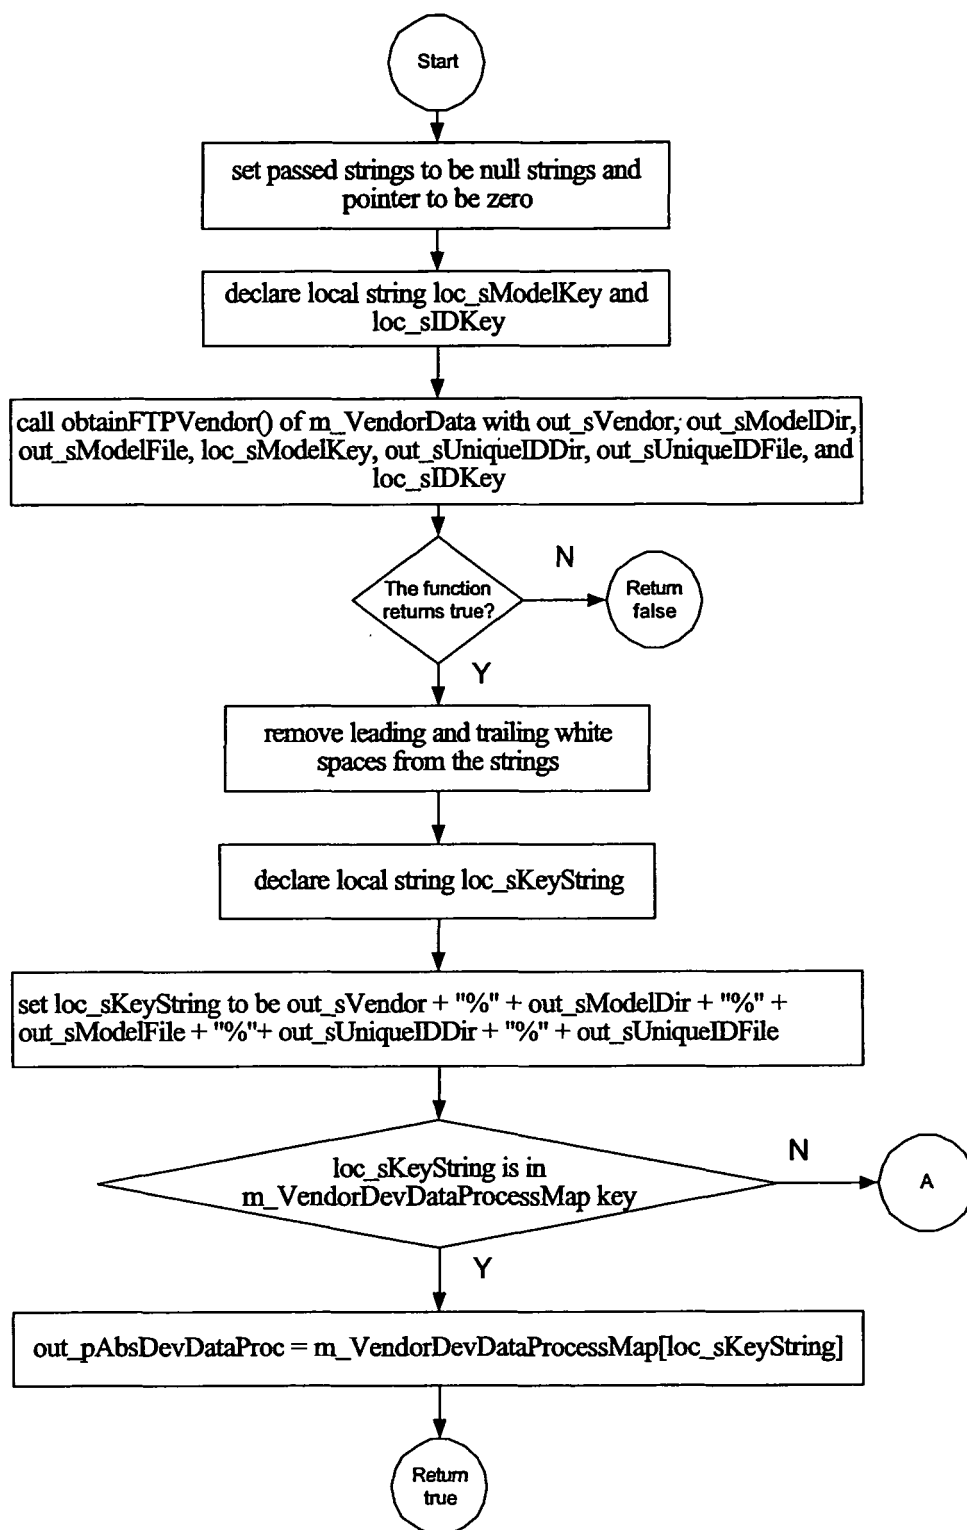 Start
set passed strings to be null strings and
pointer to be zero
declare local string loc_sModelKey and
loc_sIDKey
call obtainFTPVendor() of m_VendorData with out_sVendor, out_sModelDir,
out_sModelFile, loc_sModelKey, out_sUniqueIDDir, out_sUniqueIDFile, and
loc_sIDKey
The function
returns true?
N
Return
false
Y
remove leading and trailing white
spaces from the strings
declare local string loc_sKeyString
set loc_sKeyString to be out_sVendor + "%" + out_sModelDir + "%" +
out_sModelFile + "%"+ out_sUniqueIDDir + "%" + out_sUniqueIDFile
loc_sKeyString is in
m_VendorDevDataProcessMap key
N
A
Y
out_pAbsDevDataProc = m_VendorDevDataProcessMap[loc_sKeyString]
Return
true